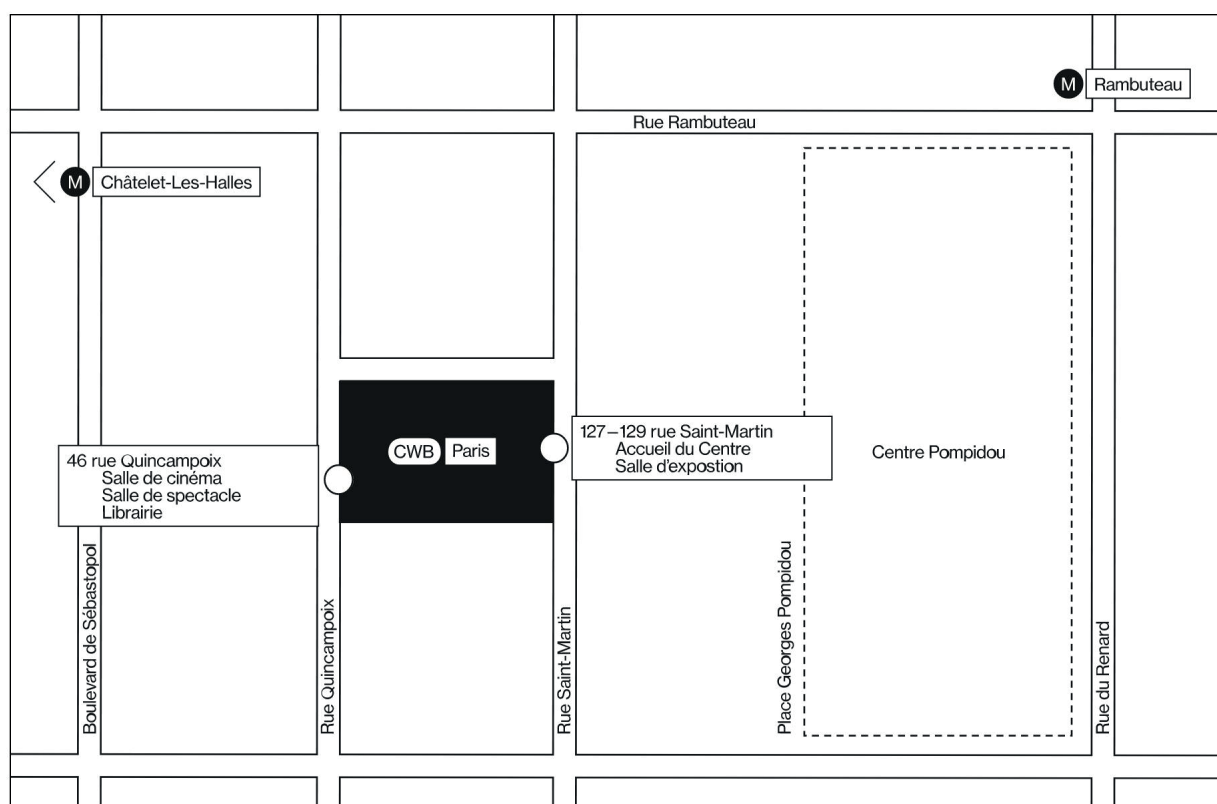 M Rambuteau
Rue Rambuteau
M Châtelet-Les-Halles
127–129 rue Saint-Martin
Accueil du Centre
Salle d'expostion
CWB Paris
Centre Pompidou
46 rue Quincampoix
Salle de cinéma
Salle de spectacle
Librairie
Boulevard de Sébastopol
Rue Quincampoix
Rue Saint-Martin
Place Georges Pompidou
Rue du Renard